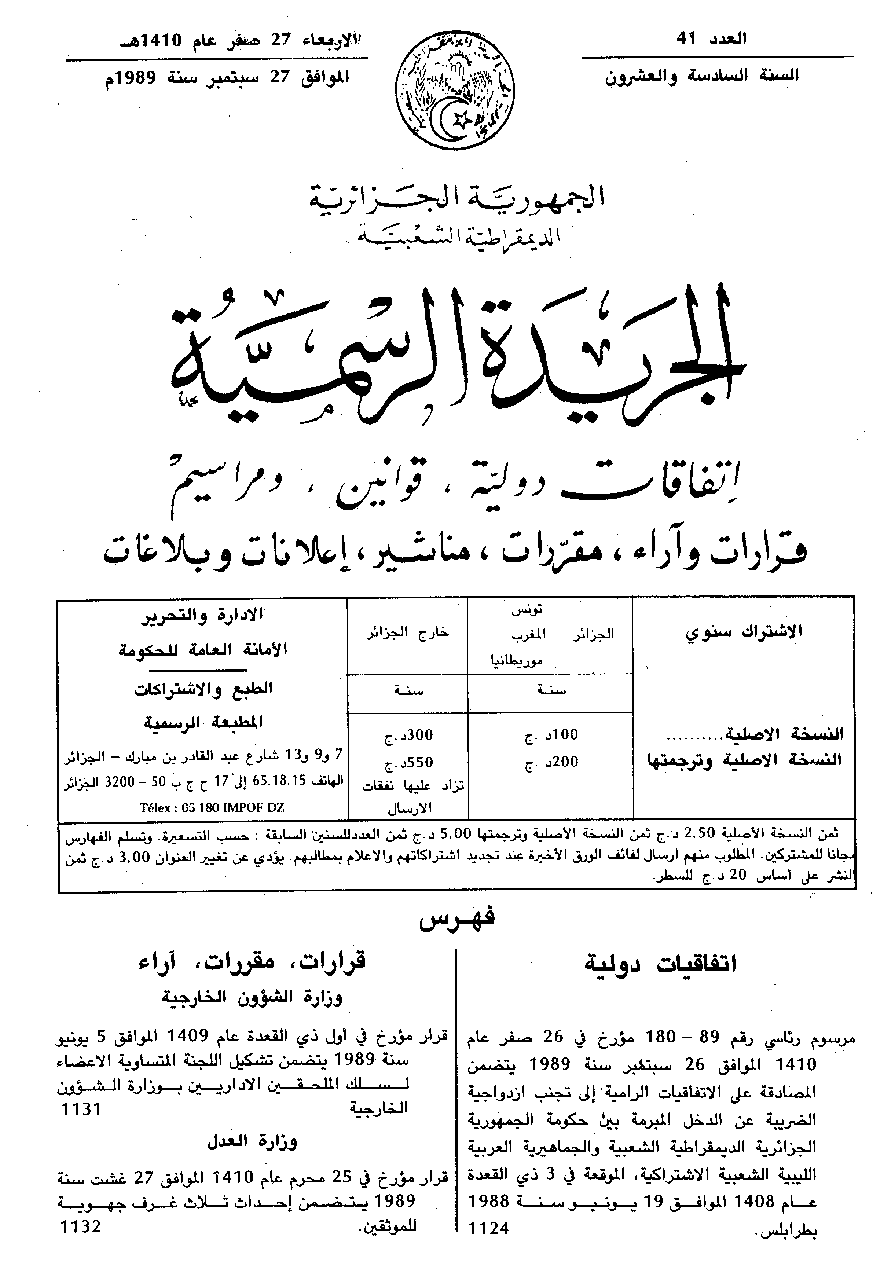 العدد 41
السنة السادسة والعشرون
الاربعاء 27 صفر عام 1410هـ
الموافق 27 سبتمبر سنة 1989م
الجمهورية الجزائرية
الديمقراطية الشعبية
الجريدة الرسمية
إتفاقات دولية ، قوانين ، ومراسيم
قرارات وآراء ، مقررات ، مناشير ، إعلانات وبلاغات
الاشتراك سنوي
النسخة الاصلية..........
النسخة الاصلية وترجمتها
تونس
الجزائر المغرب
موريطانيا
سنة
100د.ج
200د.ج
خارج الجزائر
سنة
300د.ج
550د.ج
تزاد عليها نفقات
الارسال
الادارة والتحرير
الأمانة العامة للحكومة
الطبع والاشتراكات
المطبعة الرسمية
7 و9 و13 شارع عبد القادر بن مبارك – الجزائر
الهاتف 65.18.15 إلى 17 ح ج ب 50 – 3200 الجزائر
Télex : 65 180 IMPOF DZ
ثمن النسخة الأصلية 2.50 د.ج ثمن النسخة الأصلية وترجمتها 5.00 د.ج ثمن العدد للسنين السابقة : حسب التسعيرة. وتسلم الفهارس
مجانا للمشتركين. المطلوب منهم ارسال لفائف الورق الأخيرة عند تجديد اشتراكاتهم والاعلام بمطالبهم. يؤدي عن تغيير العنوان 3,00 د.ج ثمن
النشر على أساس 20 د.ج للسطر.
فهرس
اتفاقيات دولية
مرسوم رئاسي رقم 89 – 180 مؤرخ في 26 صفر عام
1410 الموافق 26 سبتمبر سنة 1989 يتضمن
المصادقة على الاتفاقيات الرامية إلى تجنب ازدواجية
الضريبة عن الدخل المبرمة بين حكومة الجمهورية
الجزائرية الديمقراطية الشعبية والجماهيرية العربية
الليبية الشعبية الاشتراكية، الموقعة في 3 ذي القعدة
عام 1408 الموافق 19 يونيو سنة 1988
بطرابلس. 1124
قرارات، مقررات، آراء
وزارة الشؤون الخارجية
قرار مؤرخ في أول ذي القعدة عام 1409 الموافق 5 يونيو
سنة 1989 يتضمن تشكيل اللجنة المتساوية الاعضاء
لسلك الملحقين الاداريين بوزارة الشؤون
الخارجية 1131
وزارة العدل
قرار مؤرخ في 25 محرم عام 1410 الموافق 27 غشت سنة
1989 يتضمن إحداث ثلاث غرف جهوية
للموثقين. 1132